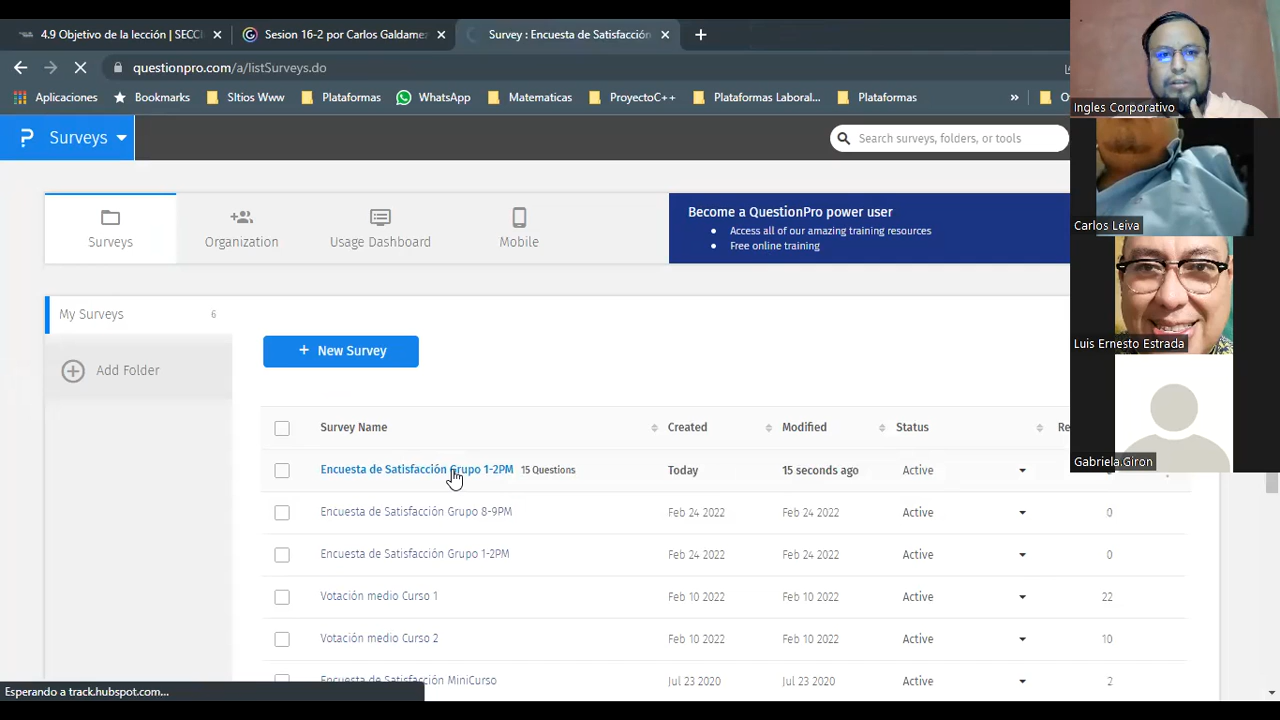 4.9 Objetivo de la lección | SECCI
Sesion 16-2 por Carlos Galdamez
Survey : Encuesta de Satisfacción
questionpro.com/a/listSurveys.do
Aplicaciones
Bookmarks
SItios Www
Plataformas
WhatsApp
Matematicas
ProyectoC++
Plataformas Laboral...
Plataformas
»
Surveys
Search surveys, folders, or tools
Surveys
Organization
Usage Dashboard
Mobile
Become a QuestionPro power user
• Access all of our amazing training resources
• Free online training
My Surveys 6
Add Folder
+ New Survey
Survey Name Created Modified Status
Encuesta de Satisfacción Grupo 1-2PM 15 Questions Today 15 seconds ago Active
Encuesta de Satisfacción Grupo 8-9PM Feb 24 2022 Feb 24 2022 Active 0
Encuesta de Satisfacción Grupo 1-2PM Feb 24 2022 Feb 24 2022 Active 0
Votación medio Curso 1 Feb 10 2022 Feb 10 2022 Active 22
Votación medio Curso 2 Feb 10 2022 Feb 10 2022 Active 10
Encuesta de Satisfacción MiniCurso Jul 23 2020 Jul 23 2020 Active 2
Esperando a track.hubspot.com...
Ingles Corporativo
Carlos Leiva
Luis Ernesto Estrada
Gabriela.Giron